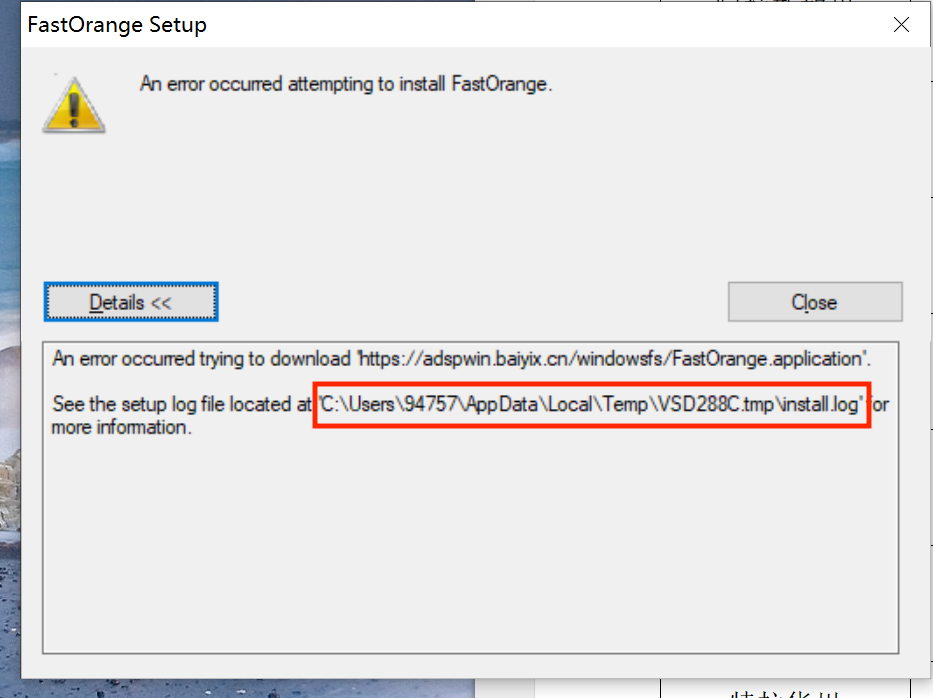 FastOrange Setup
An error occurred attempting to install FastOrange.
Details <<
Close
An error occurred trying to download 'https://adspwin.baiyix.cn/windowsfs/FastOrange.application'.
See the setup log file located at 'C:\Users\94757\AppData\Local\Temp\VSD288C.tmp\install.log' for
more information.